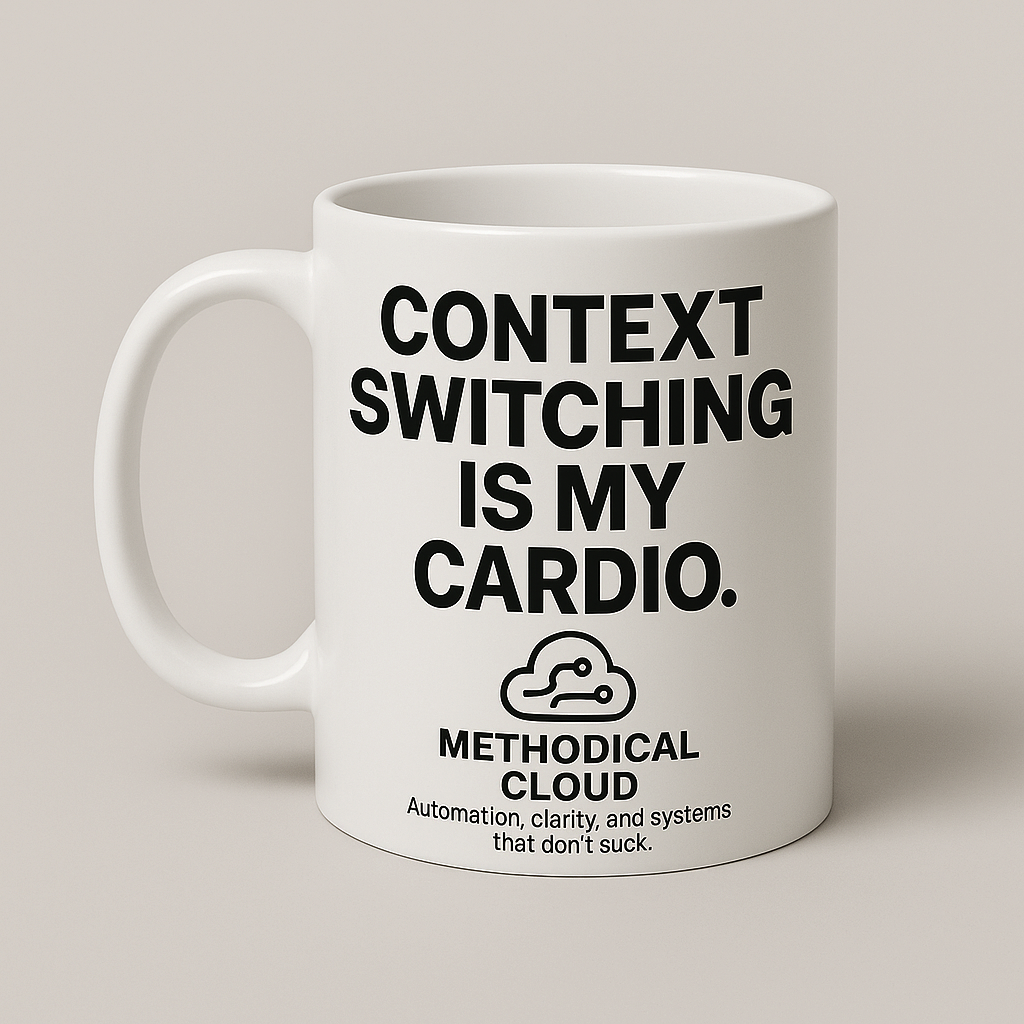 CONTEXT
SWITCHING
IS MY
CARDIO.
METHODICAL
CLOUD
Automation, clarity, and systems
that don't suck.